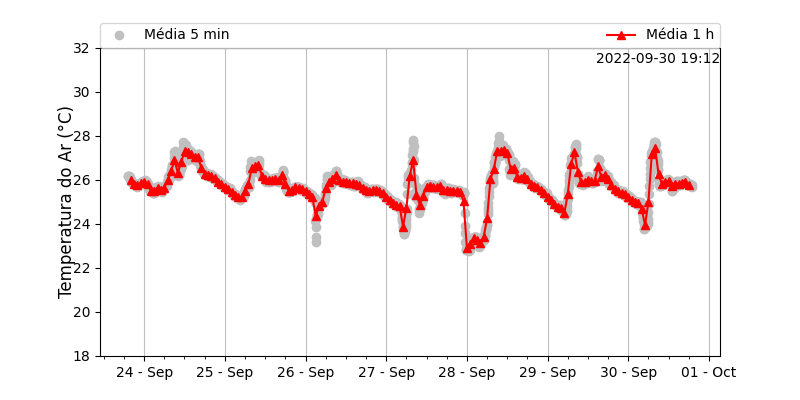 Média 5 min
Média 1 h
2022-09-30 19:12
Temperatura do Ar (°C)
32
30
28
26
24
22
20
18
24 - Sep
25 - Sep
26 - Sep
27 - Sep
28 - Sep
29 - Sep
30 - Sep
01 - Oct